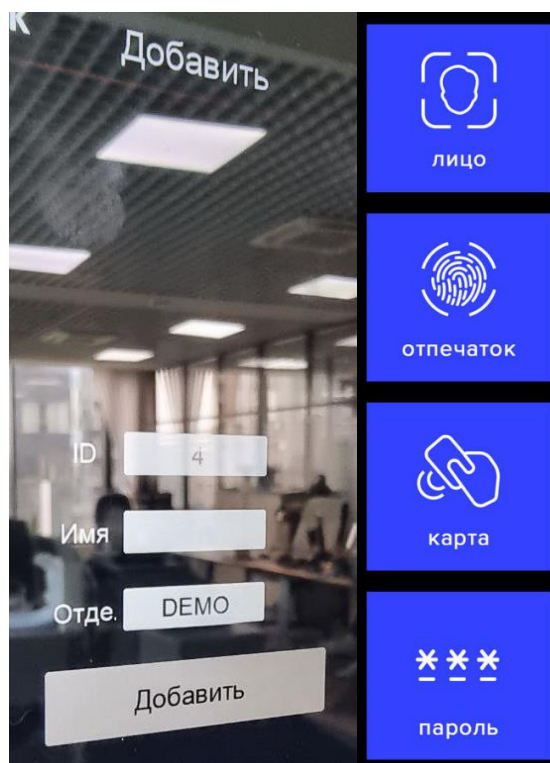 к
Добавить
ID
4
Имя
Отде.
DEMO
Добавить
лицо
отпечаток
карта
***
пароль